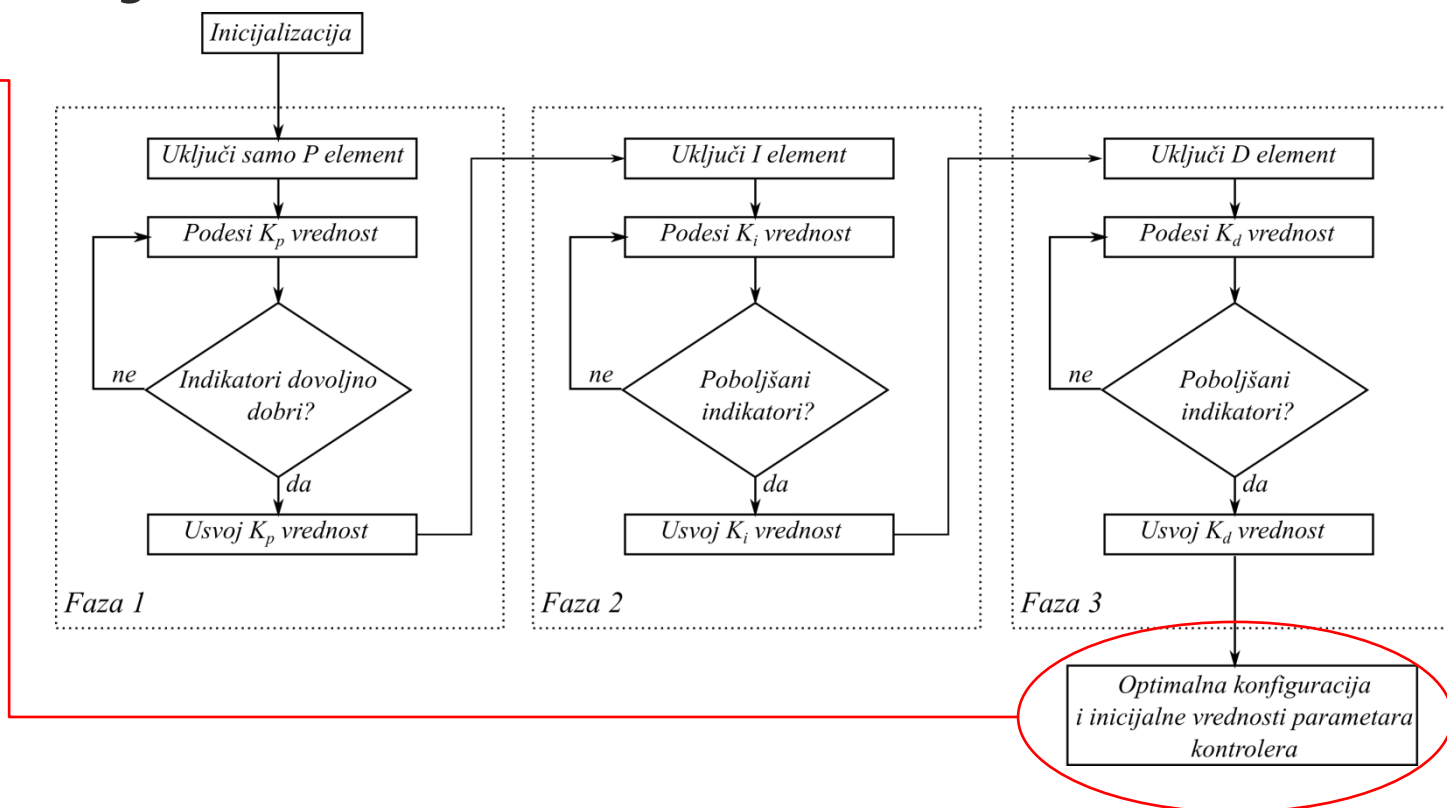 Inicijalizacija
Uključi samo P element
Podesi Kp vrednost
ne
Indikatori dovoljno
dobri?
da
Usvoj Kp vrednost
Faza 1
Uključi I element
Podesi Ki vrednost
ne
Poboljšani
indikatori?
da
Usvoj Ki vrednost
Faza 2
Uključi D element
Podesi Kd vrednost
ne
Poboljšani
indikatori?
da
Usvoj Kd vrednost
Faza 3
Optimalna konfiguracija
i inicijalne vrednosti parametara
kontrolera